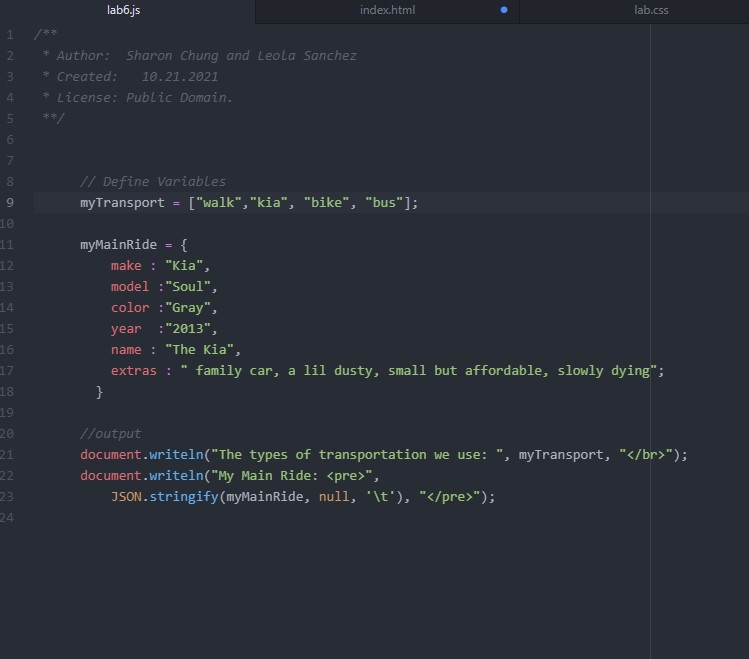 lab6.js index.html lab.css
1 /**
2 * Author:  Sharon Chung and Leola Sanchez
3 * Created:   10.21.2021
4 * License: Public Domain.
5 **/
6
7
8 // Define Variables
9 myTransport = ["walk","kia", "bike", "bus"];
10
11 myMainRide = {
12 make : "Kia",
13 model :"Soul",
14 color :"Gray",
15 year  :"2013",
16 name : "The Kia",
17 extras : " family car, a lil dusty, small but affordable, slowly dying";
18 }
19
20 //output
21 document.writeln("The types of transportation we use: ", myTransport, "</br>");
22 document.writeln("My Main Ride: <pre>",
23 JSON.stringify(myMainRide, null, '\t'), "</pre>");
24